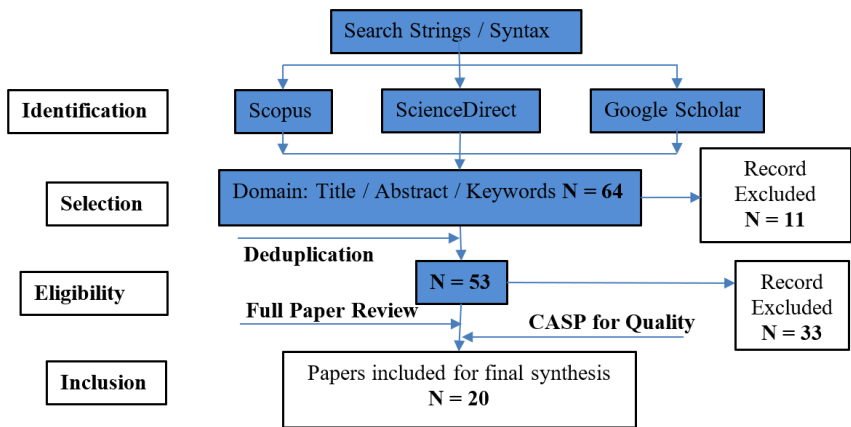 Search Strings / Syntax
Identification
Scopus
ScienceDirect
Google Scholar
Selection
Domain: Title / Abstract / Keywords N = 64
Record
Excluded
N = 11
Deduplication
Eligibility
N = 53
Record
Excluded
N = 33
Full Paper Review
CASP for Quality
Inclusion
Papers included for final synthesis
N = 20